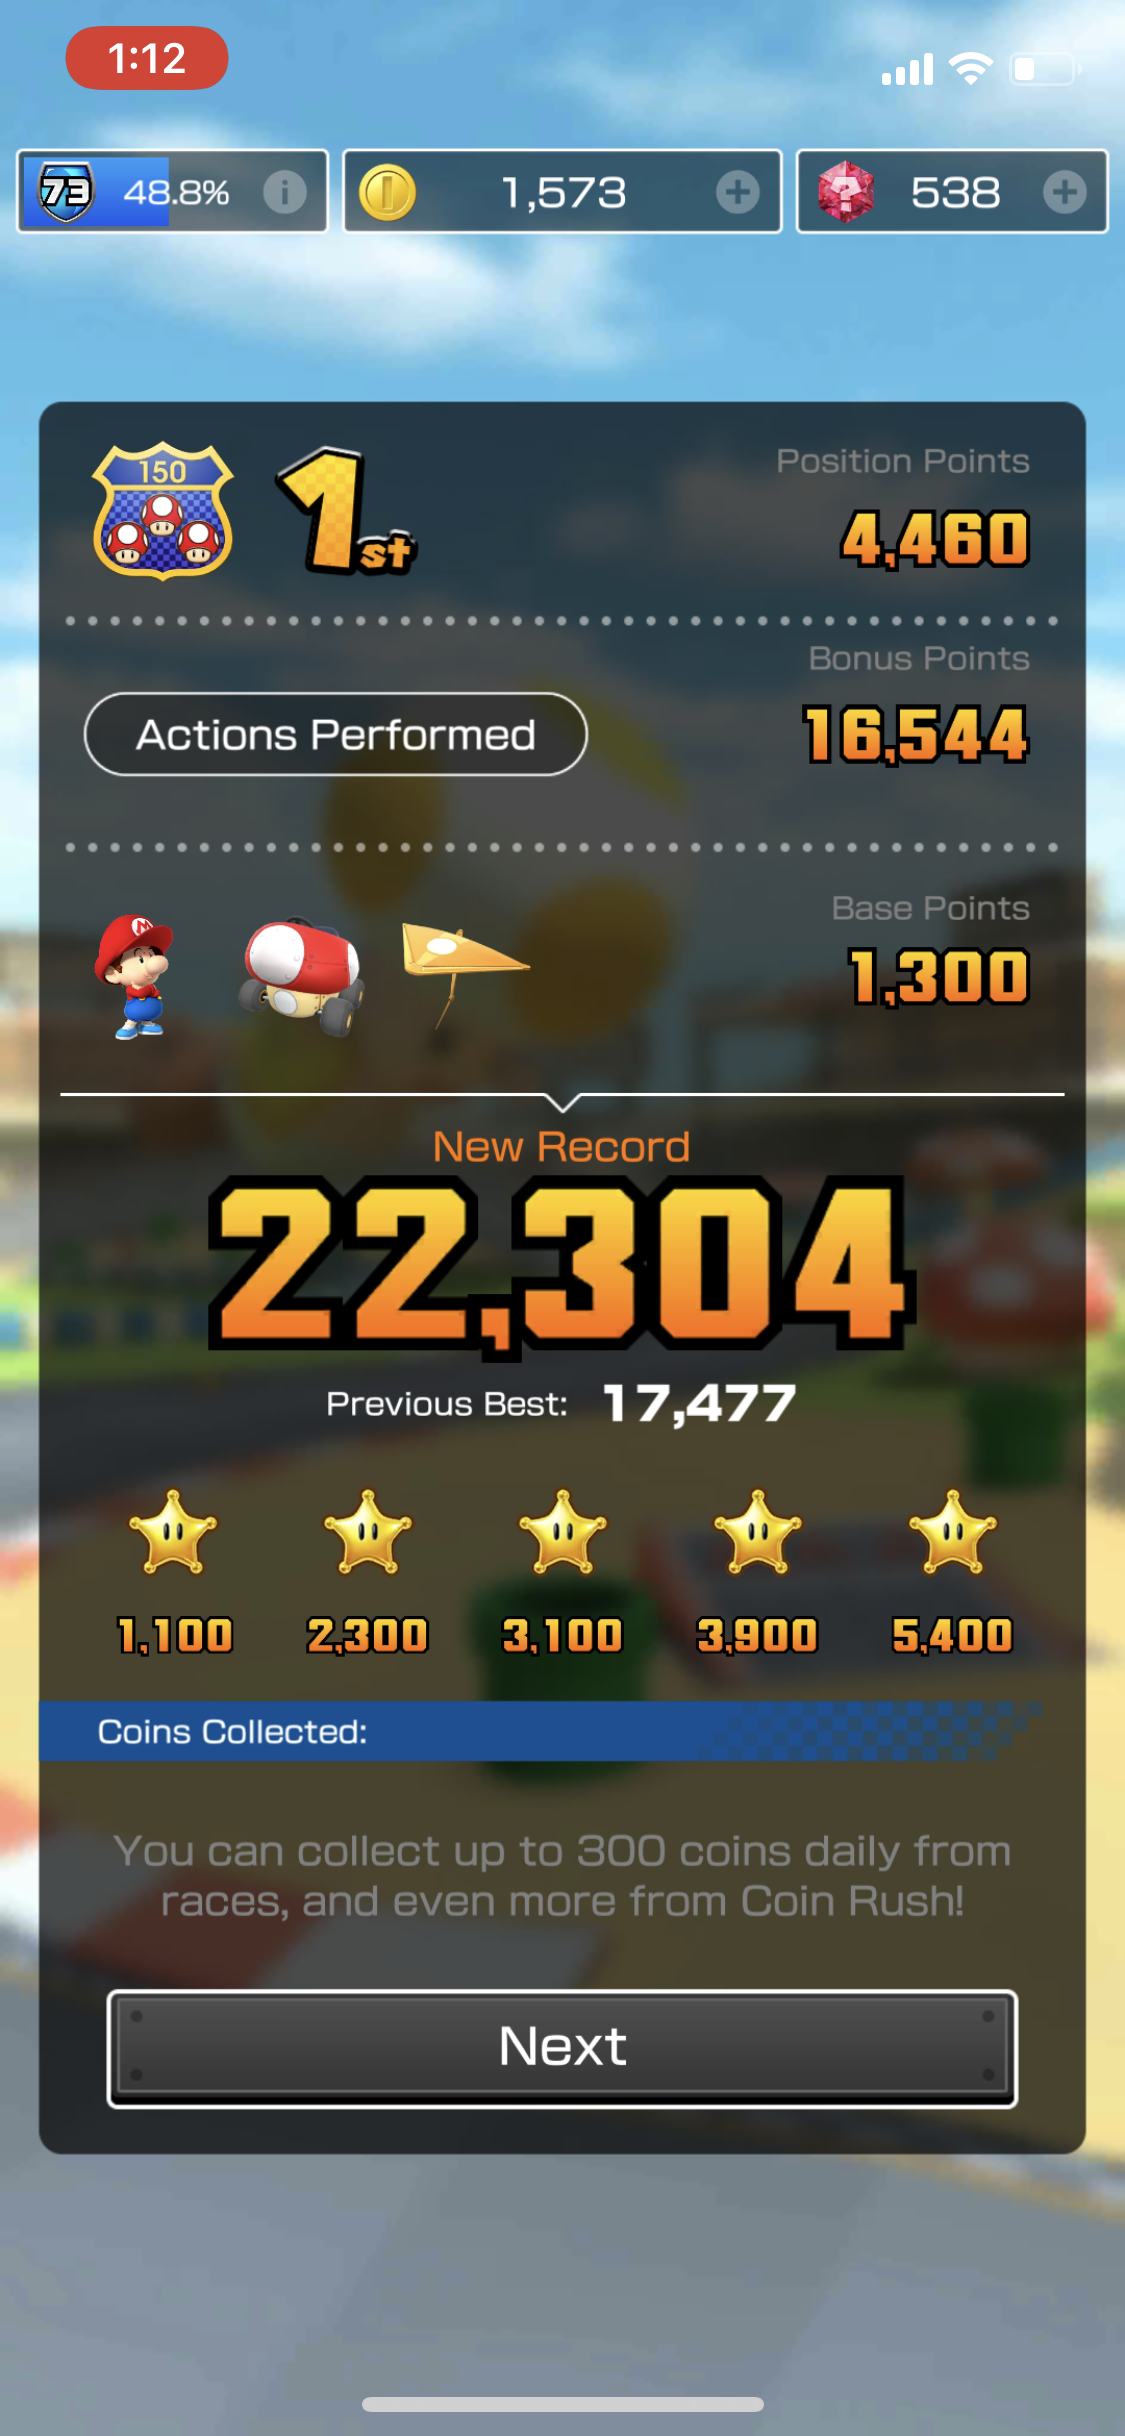 1:12
73 48.8% i
1,573 +
538 +
150
1st
Position Points
4,460
Bonus Points
Actions Performed
16,544
Base Points
1,300
New Record
22,304
Previous Best: 17,477
1,100 2,300 3,100 3,900 5,400
Coins Collected:
You can collect up to 300 coins daily from
races, and even more from Coin Rush!
Next